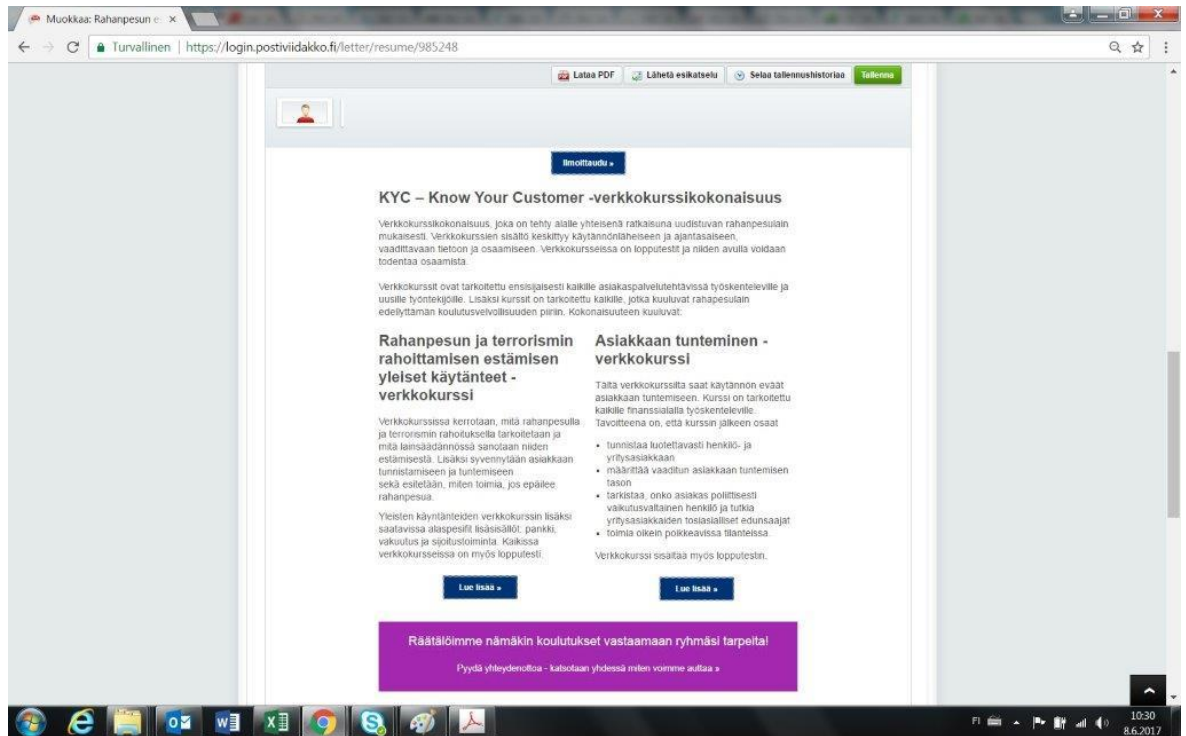 Muokkaa: Rahanpesun e
Turvallinen | https://login.postiviidakko.fi/letter/resume/985248
Lataa PDF Lähetä esikatselu Selaa tallennushistoriaa Tallenna
Ilmoittaudu »
KYC – Know Your Customer -verkkokurssikokonaisuus
Verkkokurssikokonaisuus, joka on tehty alalle yhteisenä ratkaisuna uudistuvan rahanpesulain
mukaisesti. Verkkokurssien sisältö keskittyy käytännönläheiseen ja ajantasaiseen,
vaadittavaan tietoon ja osaamiseen. Verkkokursseissa on lopputestit ja niiden avulla voidaan
todentaa osaamista.
Verkkokurssit ovat tarkoitettu ensisijaisesti kaikille asiakaspalvelutehtävissä työskenteleville ja
uusille työntekijöille. Lisäksi kurssit on tarkoitettu kaikille, jotka kuuluvat rahapesulain
edellyttämän koulutusvelvollisuuden piiriin. Kokonaisuuteen kuuluvat:
Rahanpesun ja terrorismin
rahoittamisen estämisen
yleiset käytänteet -
verkkokurssi
Verkkokurssissa kerrotaan, mitä rahanpesulla
ja terrorismin rahoituksella tarkoitetaan ja
mitä lainsäädännössä sanotaan niiden
estämisestä. Lisäksi syvennytään asiakkaan
tunnistamiseen ja tuntemiseen
sekä esitetään, miten toimia, jos epäilee
rahanpesua.
Yleisten käyntänteiden verkkokurssin lisäksi
saatavissa alaspesifit lisäsisällöt: pankki,
vakuutus ja sijoitustoiminta. Kaikissa
verkkokursseissa on myös lopputesti.
Lue lisää »
Asiakkaan tunteminen -
verkkokurssi
Tältä verkkokurssilta saat käytännön eväät
asiakkaan tuntemiseen. Kurssi on tarkoitettu
kaikille finanssialalla työskenteleville.
Tavoitteena on, että kurssin jälkeen osaat
• tunnistaa luotettavasti henkilö- ja
yritysasiakkaan
• määrittää vaaditun asiakkaan tuntemisen
tason
• tarkistaa, onko asiakas poliittisesti
vaikutusvaltainen henkilö ja tutkia
yritysasiakkaiden tosiasialliset edunsaajat
• toimia oikein poikkeavissa tilanteissa.
Verkkokurssi sisältää myös lopputestin.
Lue lisää »
Räätälöimme nämäkin koulutukset vastaamaan ryhmäsi tarpeita!
Pyydä yhteydenottoa - katsotaan yhdessä miten voimme auttaa »
FI
10:30
8.6.2017